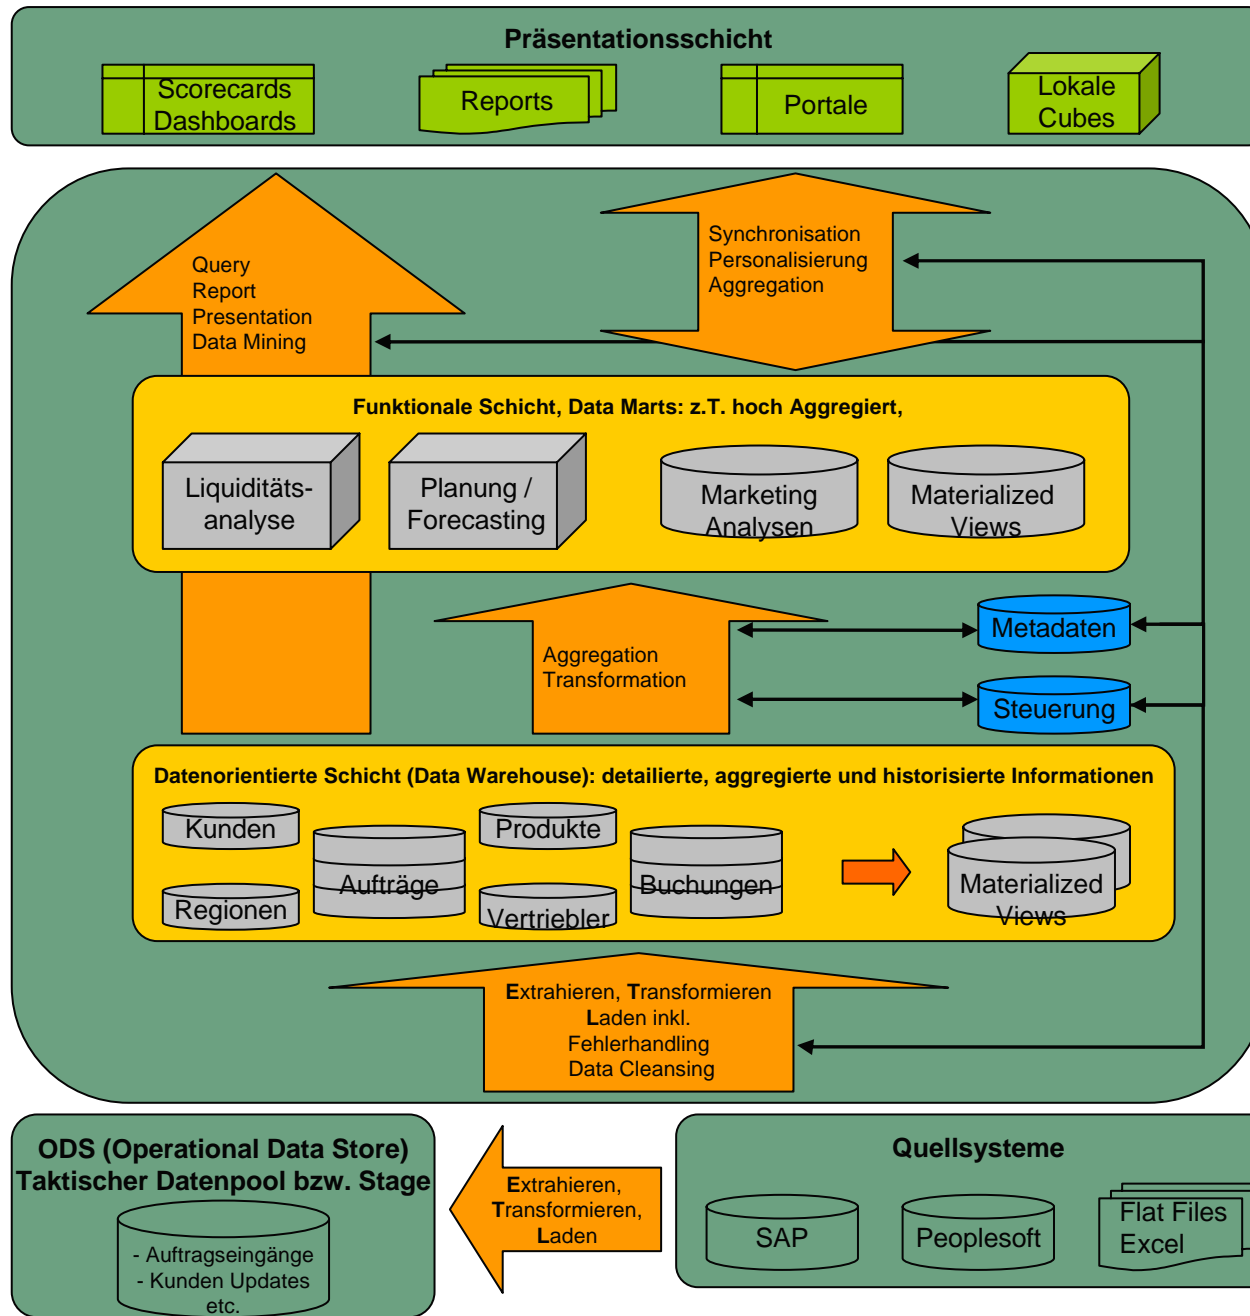 Präsentationsschicht
Scorecards
Dashboards
Reports
Portale
Lokale
Cubes
Query
Report
Presentation
Data Mining
Synchronisation
Personalisierung
Aggregation
Funktionale Schicht, Data Marts: z.T. hoch Aggregiert,
Liquiditäts-
analyse
Planung /
Forecasting
Marketing
Analysen
Materialized
Views
Aggregation
Transformation
Metadaten
Steuerung
Datenorientierte Schicht (Data Warehouse): detailierte, aggregierte und historisierte Informationen
Kunden
Regionen
Aufträge
Produkte
Vertriebler
Buchungen
Materialized
Views
Extrahieren, Transformieren
Laden inkl.
Fehlerhandling
Data Cleansing
ODS (Operational Data Store)
Taktischer Datenpool bzw. Stage
- Auftragseingänge
- Kunden Updates
etc.
Extrahieren,
Transformieren,
Laden
Quellsysteme
SAP
Peoplesoft
Flat Files
Excel